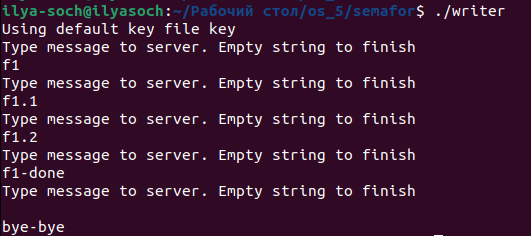 ilya-soch@ilyasoch:~/Рабочий стол/os_5/semafor$ ./writer
Using default key file key
Type message to server. Empty string to finish
f1
Type message to server. Empty string to finish
f1.1
Type message to server. Empty string to finish
f1.2
Type message to server. Empty string to finish
f1-done
Type message to server. Empty string to finish
bye-bye